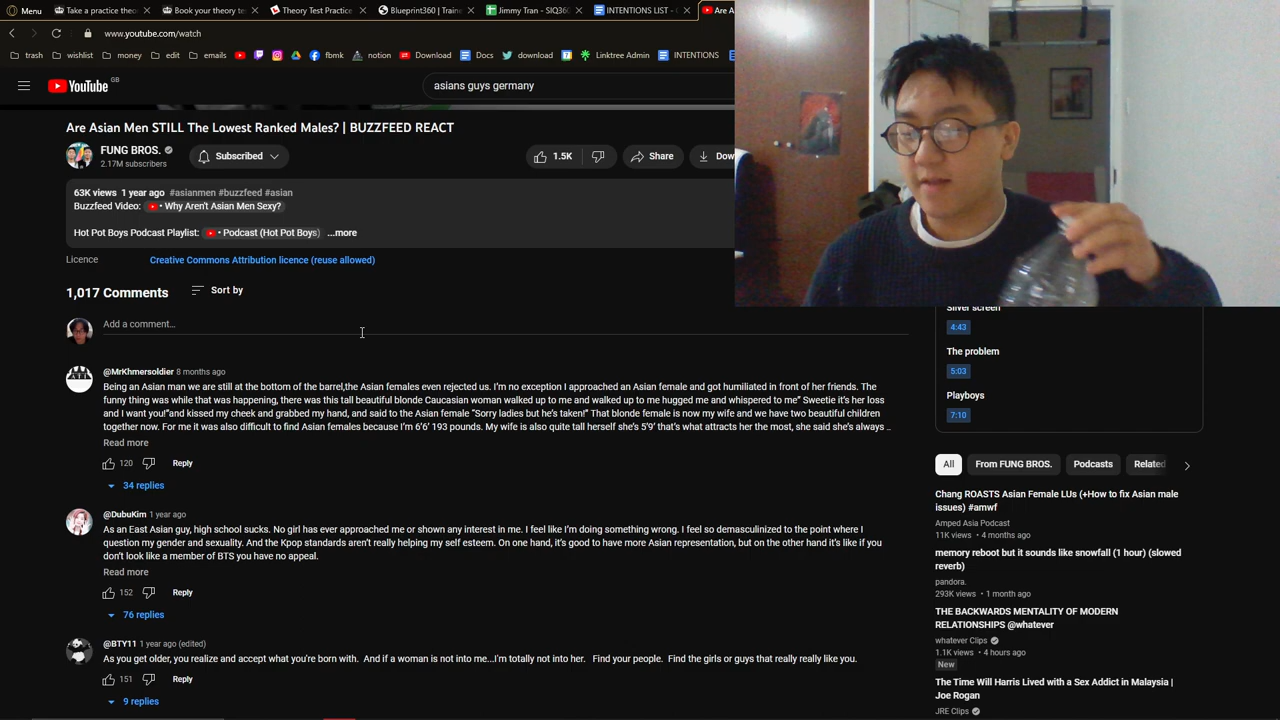 Menu
Take a practice theo
Book your theory te
Theory Test Practice
Blueprint360 | Traine
Jimmy Tran - SIQ360
INTENTIONS LIST - G
Are A
www.youtube.com/watch
trash
wishlist
money
edit
emails
fbmk
notion
Download
Docs
download
Linktree Admin
INTENTIONS
YouTube GB
asians guys germany
Are Asian Men STILL The Lowest Ranked Males? | BUZZFEED REACT
FUNG BROS.
2.17M subscribers
Subscribed
1.5K
Share
Dow
63K views 1 year ago #asianmen #buzzfeed #asian
Buzzfeed Video: • Why Aren't Asian Men Sexy?
Hot Pot Boys Podcast Playlist: • Podcast (Hot Pot Boys) ...more
Licence
Creative Commons Attribution licence (reuse allowed)
1,017 Comments
Sort by
Add a comment...
@MrKhmersoldier 8 months ago
Being an Asian man we are still at the bottom of the barrel,the Asian females even rejected us. I'm no exception I approached an Asian female and got humiliated in front of her friends. The
funny thing was while that was happening, there was this tall beautiful blonde Caucasian woman walked up to me and walked up to me hugged me and whispered to me" Sweetie it's her loss
and I want you!"and kissed my cheek and grabbed my hand, and said to the Asian female "Sorry ladies but he's taken!" That blonde female is now my wife and we have two beautiful children
together now. For me it was also difficult to find Asian females because I'm 6'6' 193 pounds. My wife is also quite tall herself she's 5'9' that's what attracts her the most, she said she's always ..
Read more
120
Reply
34 replies
@DubuKim 1 year ago
As an East Asian guy, high school sucks. No girl has ever approached me or shown any interest in me. I feel like I'm doing something wrong. I feel so demasculinized to the point where I
question my gender and sexuality. And the Kpop standards aren't really helping my self esteem. On one hand, it's good to have more Asian representation, but on the other hand it's like if you
don't look like a member of BTS you have no appeal.
Read more
152
Reply
76 replies
@BTY11 1 year ago (edited)
As you get older, you realize and accept what you're born with. And if a woman is not into me...I'm totally not into her. Find your people. Find the girls or guys that really really like you.
151
Reply
9 replies
Silver screen
4:43
The problem
5:03
Playboys
7:10
All
From FUNG BROS.
Podcasts
Related
Chang ROASTS Asian Female LUs (+How to fix Asian male
issues) #amwf
Amped Asia Podcast
11K views • 4 months ago
memory reboot but it sounds like snowfall (1 hour) (slowed
reverb)
pandora.
293K views • 1 month ago
THE BACKWARDS MENTALITY OF MODERN
RELATIONSHIPS @whatever
whatever Clips
1.1K views • 4 hours ago
New
The Time Will Harris Lived with a Sex Addict in Malaysia |
Joe Rogan
JRE Clips